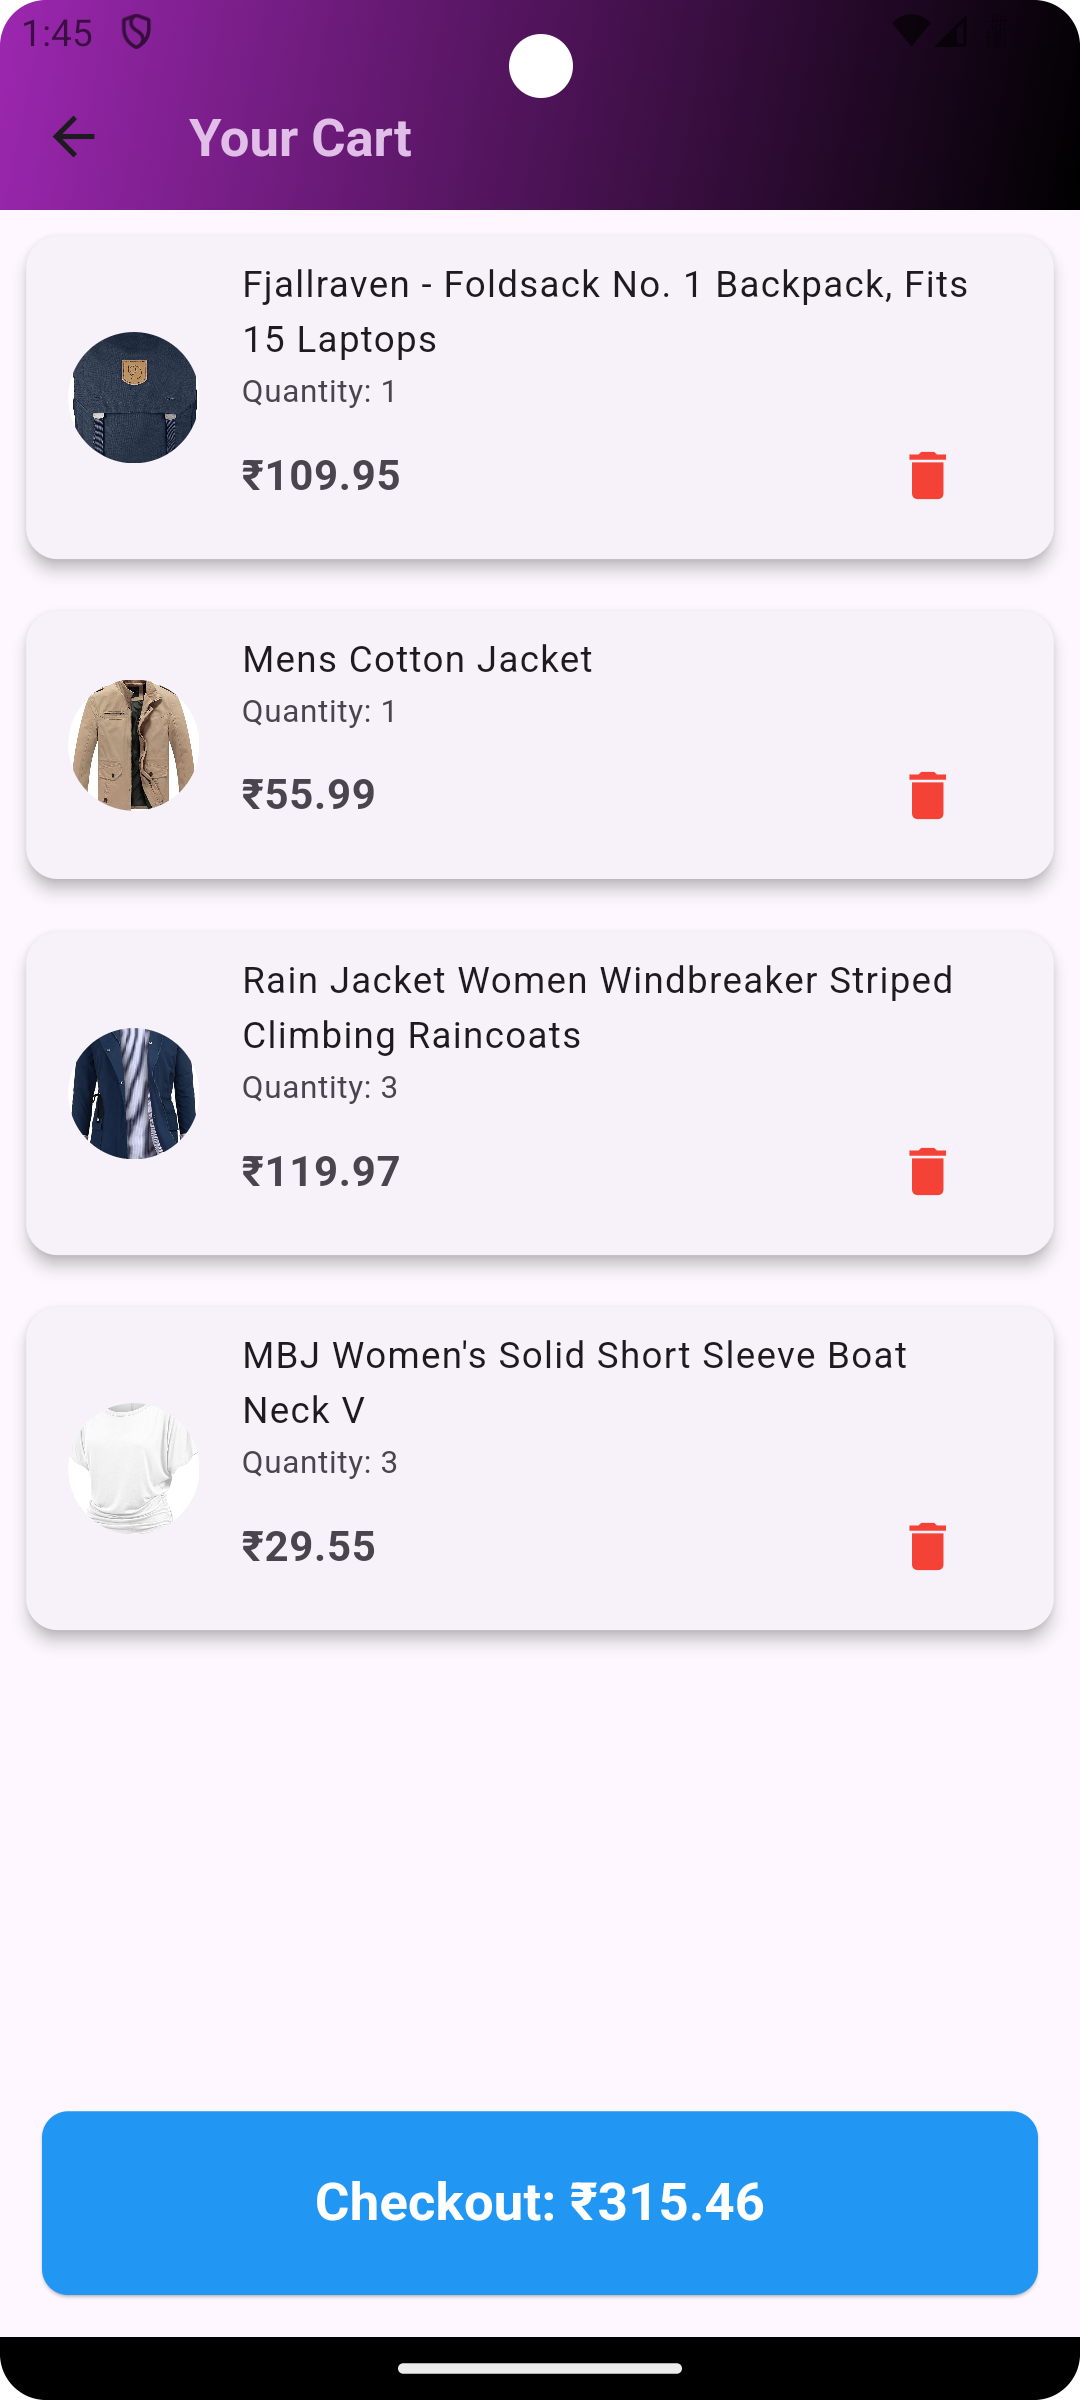 1:45
Your Cart
Fjallraven - Foldsack No. 1 Backpack, Fits
15 Laptops
Quantity: 1
₹109.95
Mens Cotton Jacket
Quantity: 1
₹55.99
Rain Jacket Women Windbreaker Striped
Climbing Raincoats
Quantity: 3
₹119.97
MBJ Women's Solid Short Sleeve Boat
Neck V
Quantity: 3
₹29.55
Checkout: ₹315.46